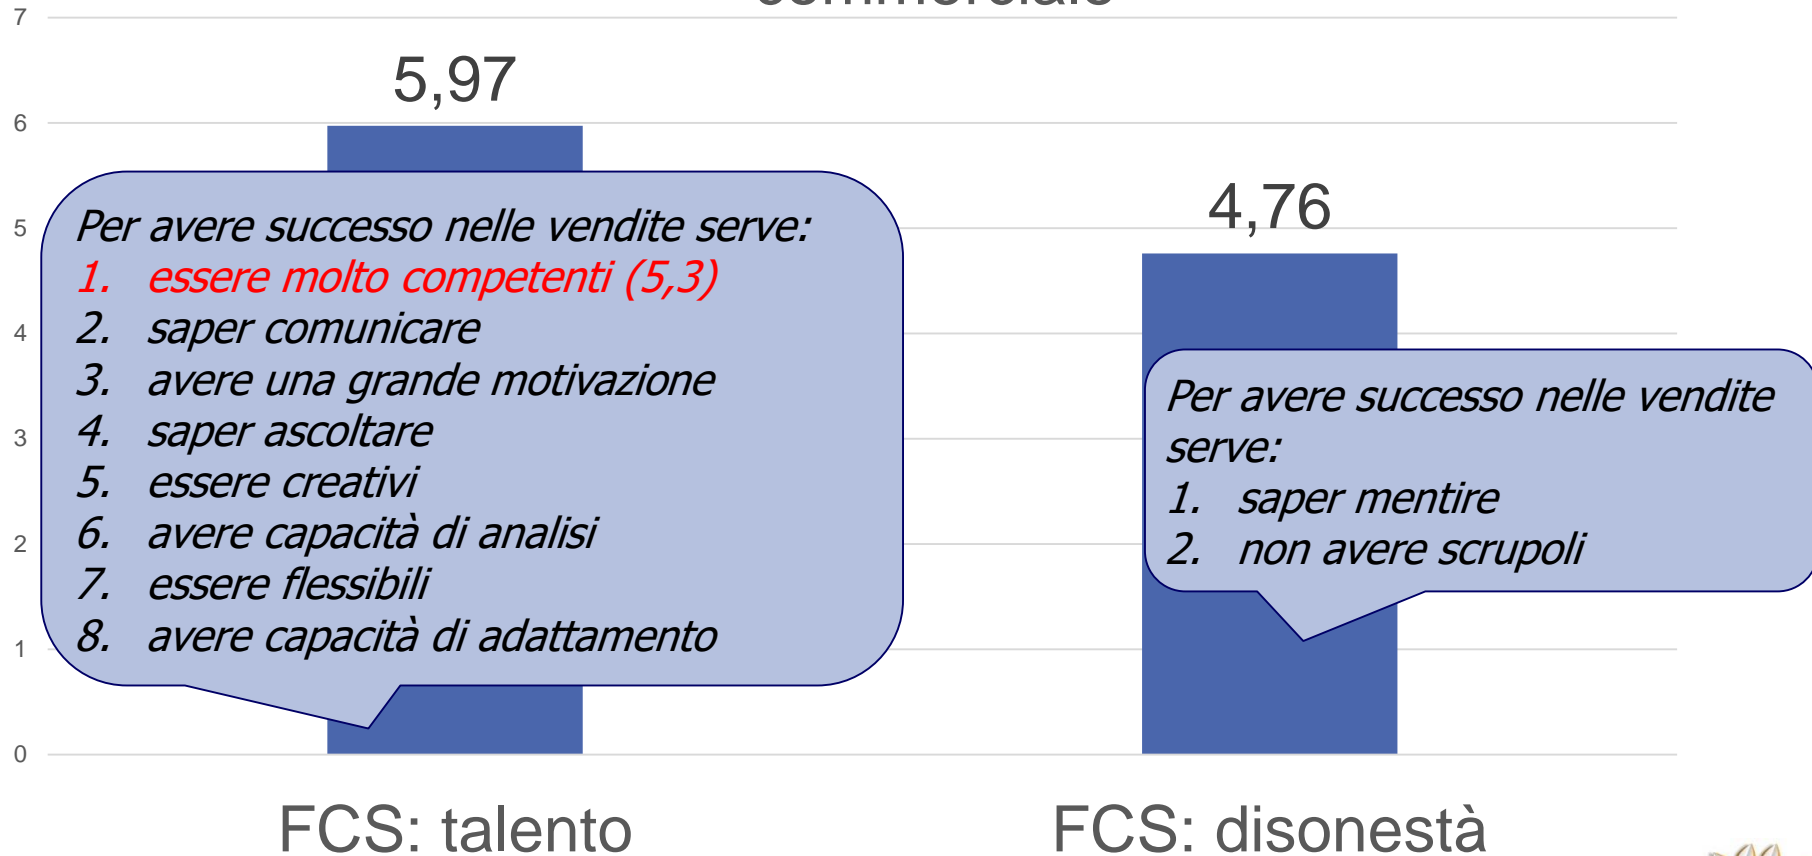 commerciale
7
6
5
4
3
2
1
0
5,97
4,76
Per avere successo nelle vendite serve:
1. essere molto competenti (5,3)
2. saper comunicare
3. avere una grande motivazione
4. saper ascoltare
5. essere creativi
6. avere capacità di analisi
7. essere flessibili
8. avere capacità di adattamento
Per avere successo nelle vendite
serve:
1. saper mentire
2. non avere scrupoli
FCS: talento
FCS: disonestà